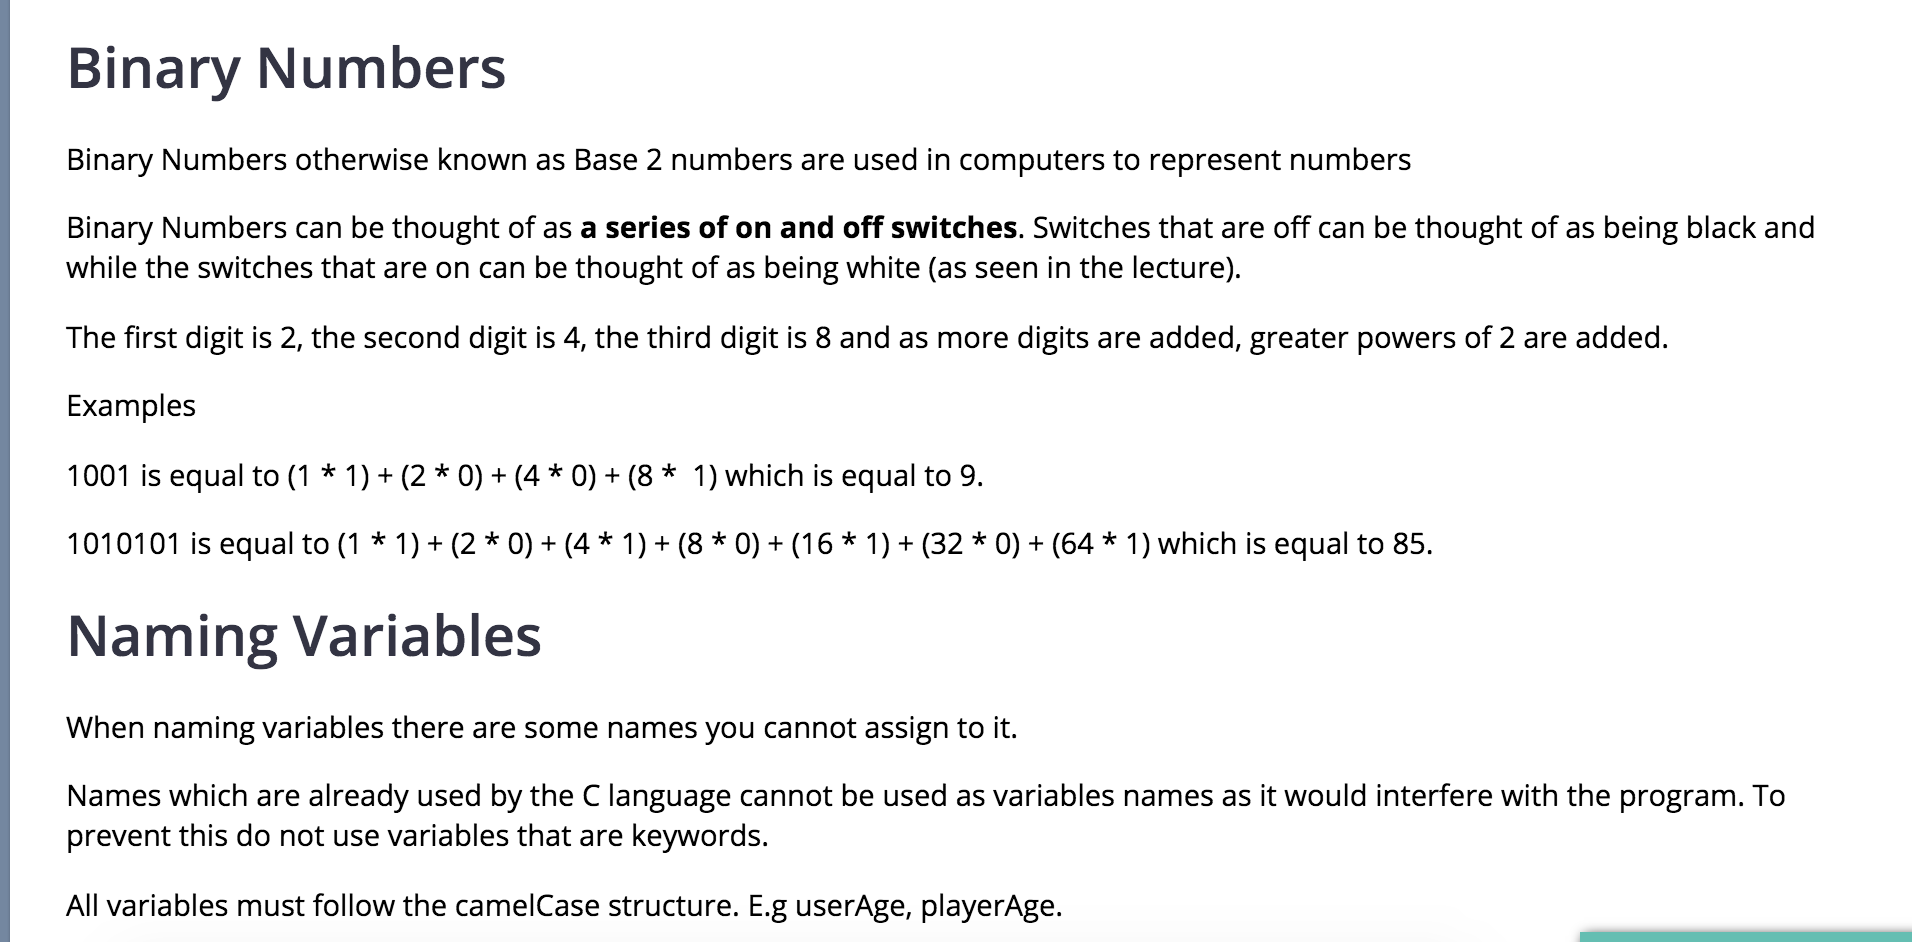 Binary Numbers
Binary Numbers otherwise known as Base 2 numbers are used in computers to represent numbers
Binary Numbers can be thought of as a series of on and off switches. Switches that are off can be thought of as being black and
while the switches that are on can be thought of as being white (as seen in the lecture).
The first digit is 2, the second digit is 4, the third digit is 8 and as more digits are added, greater powers of 2 are added.
Examples
1001 is equal to (1 * 1) + (2 * 0) + (4 * 0) + (8 *  1) which is equal to 9.
1010101 is equal to (1 * 1) + (2 * 0) + (4 * 1) + (8 * 0) + (16 * 1) + (32 * 0) + (64 * 1) which is equal to 85.
Naming Variables
When naming variables there are some names you cannot assign to it.
Names which are already used by the C language cannot be used as variables names as it would interfere with the program. To
prevent this do not use variables that are keywords.
All variables must follow the camelCase structure. E.g userAge, playerAge.